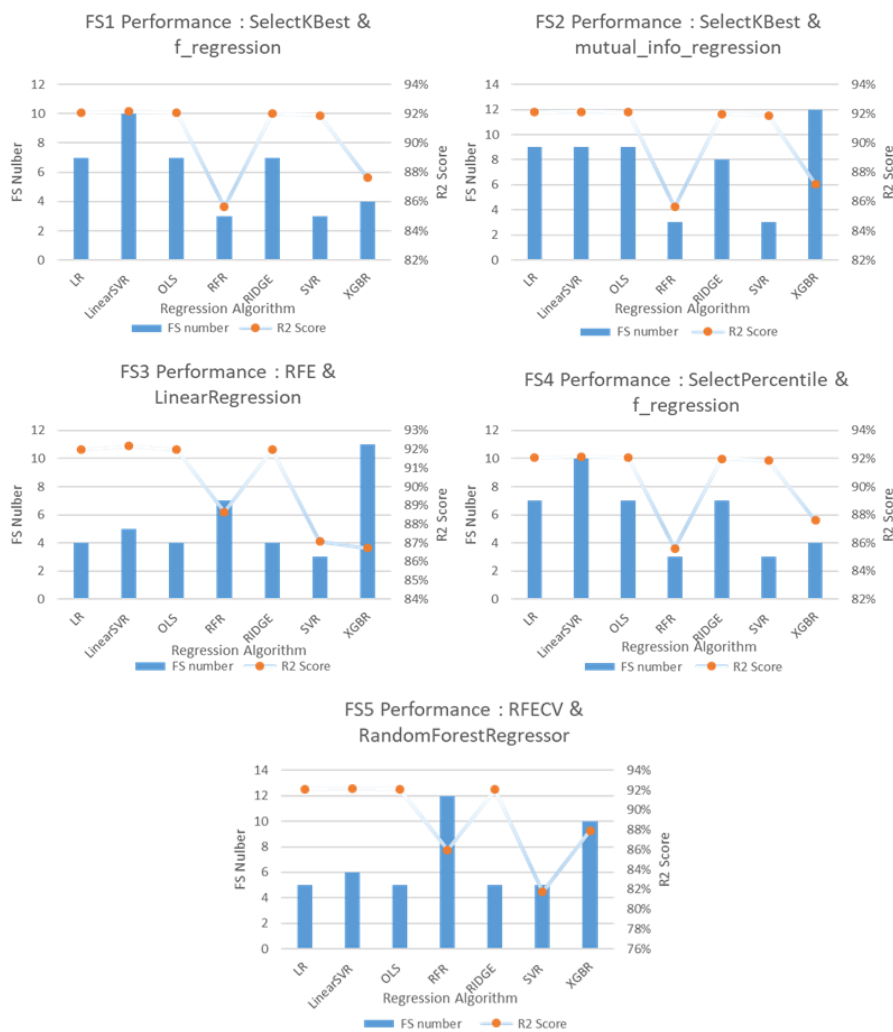 FS1 Performance : SelectKBest &
f_regression
12
10
8
6
4
2
0
FS Nulber
94%
92%
90%
88%
86%
84%
82%
R2 Score
LR
LinearSVR
OLS
RFR
RIDGE
SVR
XGBR
Regression Algorithm
FS number
R2 Score
FS2 Performance : SelectKBest &
mutual_info_regression
14
12
10
8
6
4
2
0
FS Nulber
94%
92%
90%
88%
86%
84%
82%
R2 Score
LR
LinearSVR
OLS
RFR
RIDGE
SVR
XGBR
Regression Algorithm
FS number
R2 Score
FS3 Performance : RFE &
LinearRegression
12
10
8
6
4
2
0
FS Nulber
93%
92%
91%
90%
89%
88%
87%
86%
85%
84%
R2 Score
LR
LinearSVR
OLS
RFR
RIDGE
SVR
XGBR
Regression Algorithm
FS number
R2 Score
FS4 Performance : SelectPercentile &
f_regression
12
10
8
6
4
2
0
FS Nulber
94%
92%
90%
88%
86%
84%
82%
R2 Score
LR
LinearSVR
OLS
RFR
RIDGE
SVR
XGBR
Regression Algorithm
FS number
R2 Score
FS5 Performance : RFECV &
RandomForestRegressor
14
12
10
8
6
4
2
0
FS Nulber
94%
92%
90%
88%
86%
84%
82%
80%
78%
76%
R2 Score
LR
LinearSVR
OLS
RFR
RIDGE
SVR
XGBR
Regression Algorithm
FS number
R2 Score